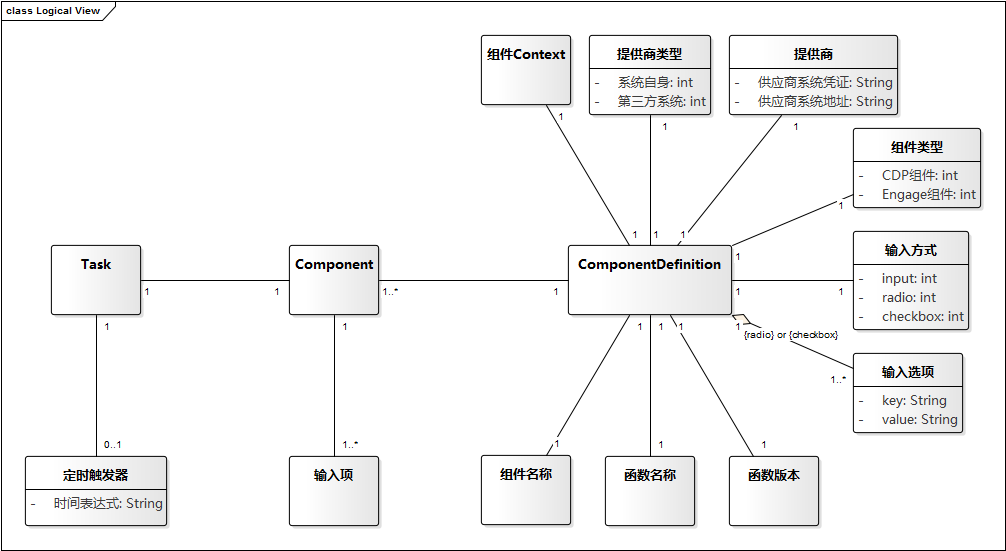 class Logical View
组件Context
提供商类型
- 系统自身: int
- 第三方系统: int
提供商
- 供应商系统凭证: String
- 供应商系统地址: String
1
1
1
组件类型
- CDP组件: int
- Engage组件: int
1
1
1
1
1
Task
Component
ComponentDefinition
输入方式
- input: int
- radio: int
- checkbox: int
1
1
1
1..*
1
1
1
1
1
1
1
1
1
{radio} or {checkbox}
1..*
输入选项
- key: String
- value: String
0..1
1..*
1
1
1
定时触发器
- 时间表达式: String
输入项
组件名称
函数名称
函数版本